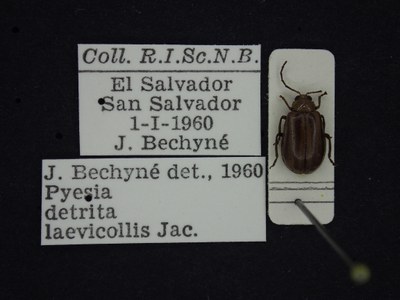 Coll. R.I.Sc.N.B.
El Salvador
San Salvador
1-I-1960
J. Bechyné
J. Bechyné det., 1960
Pyesia
detrita
laevicollis Jac.